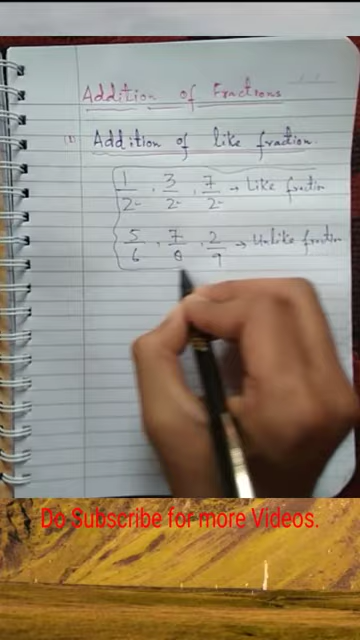 Addition of Fractions
(1) Addition of like fraction.
1/2, 3/2, 7/2 → Like fraction
5/6, 7/8, 2/9 → Unlike fraction
Do Subscribe for more Videos.